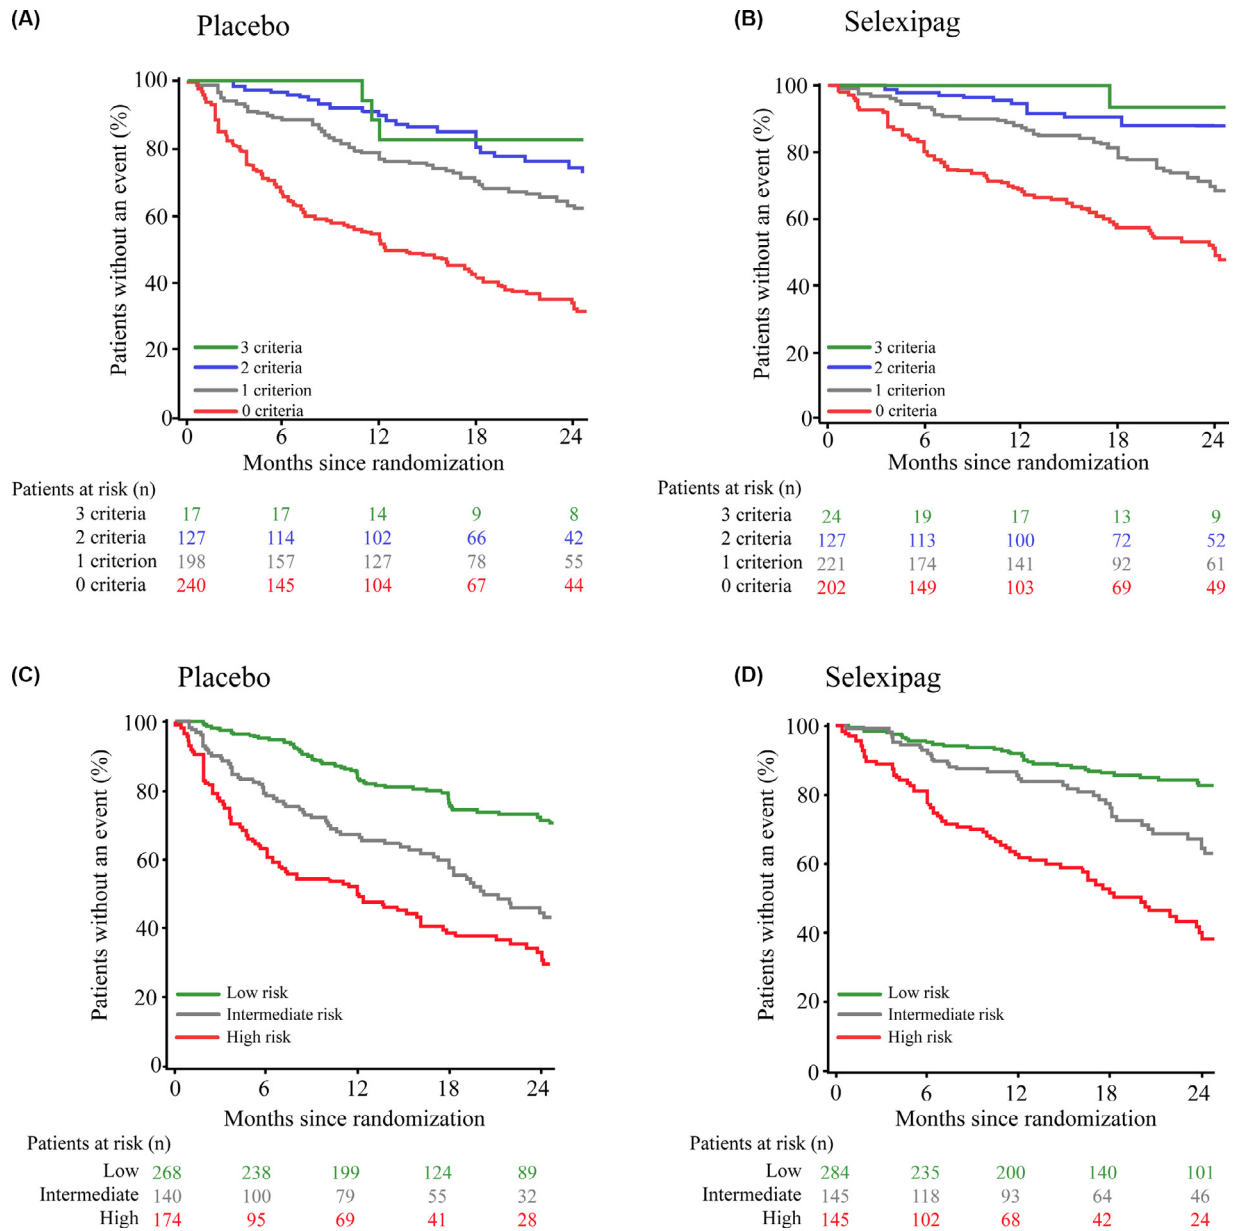 (A) Placebo
100
80
60
40
20
0
Patients without an event (%)
3 criteria
2 criteria
1 criterion
0 criteria
0 6 12 18 24
Months since randomization
Patients at risk (n)
3 criteria 17 17 14 9 8
2 criteria 127 114 102 66 42
1 criterion 198 157 127 78 55
0 criteria 240 145 104 67 44
(B) Selexipag
100
80
60
40
20
0
Patients without an event (%)
3 criteria
2 criteria
1 criterion
0 criteria
0 6 12 18 24
Months since randomization
Patients at risk (n)
3 criteria 24 19 17 13 9
2 criteria 127 113 100 72 52
1 criterion 221 174 141 92 61
0 criteria 202 149 103 69 49
(C) Placebo
100
80
60
40
20
0
Patients without an event (%)
Low risk
Intermediate risk
High risk
0 6 12 18 24
Months since randomization
Patients at risk (n)
Low 268 238 199 124 89
Intermediate 140 100 79 55 32
High 174 95 69 41 28
(D) Selexipag
100
80
60
40
20
0
Patients without an event (%)
Low risk
Intermediate risk
High risk
0 6 12 18 24
Months since randomization
Patients at risk (n)
Low 284 235 200 140 101
Intermediate 145 118 93 64 46
High 145 102 68 42 24